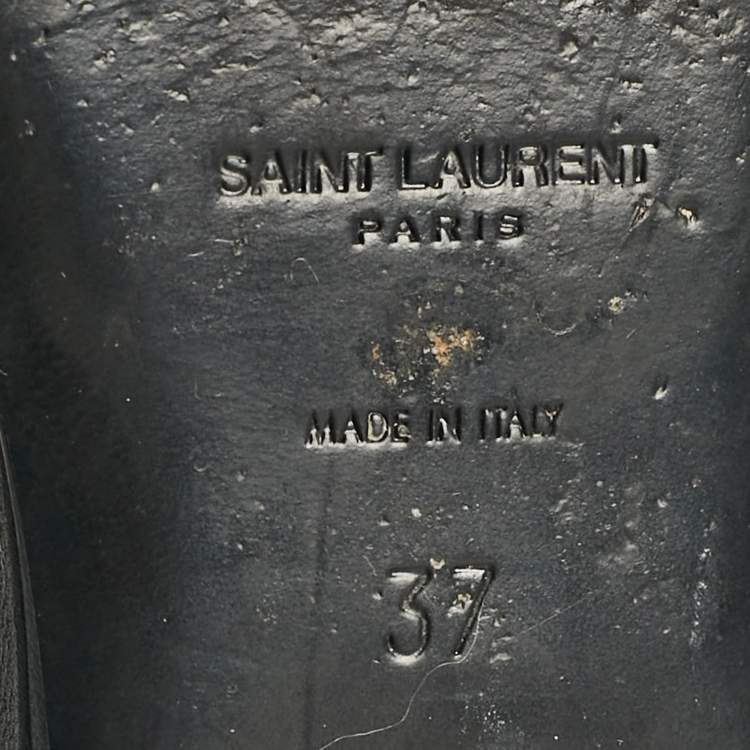 SAINT LAURENT
PARIS
MADE IN ITALY
37